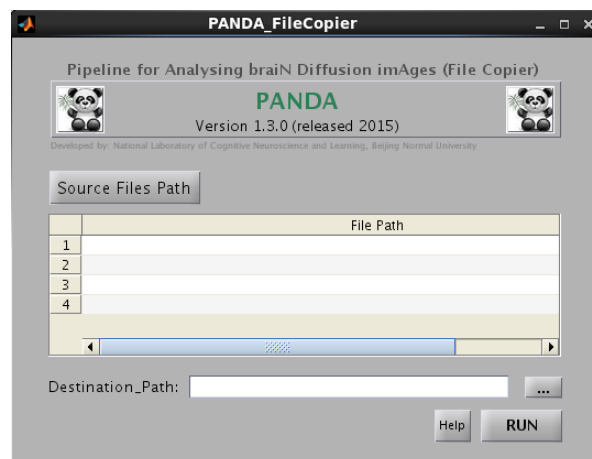 PANDA_FileCopier
Pipeline for Analysing braiN Diffusion imAges (File Copier)
PANDA
Version 1.3.0 (released 2015)
Developed by: National Laboratory of Cognitive Neuroscience and Learning, Beijing Normal University
Source Files Path
File Path
1
2
3
4
Destination_Path:
...
Help
RUN